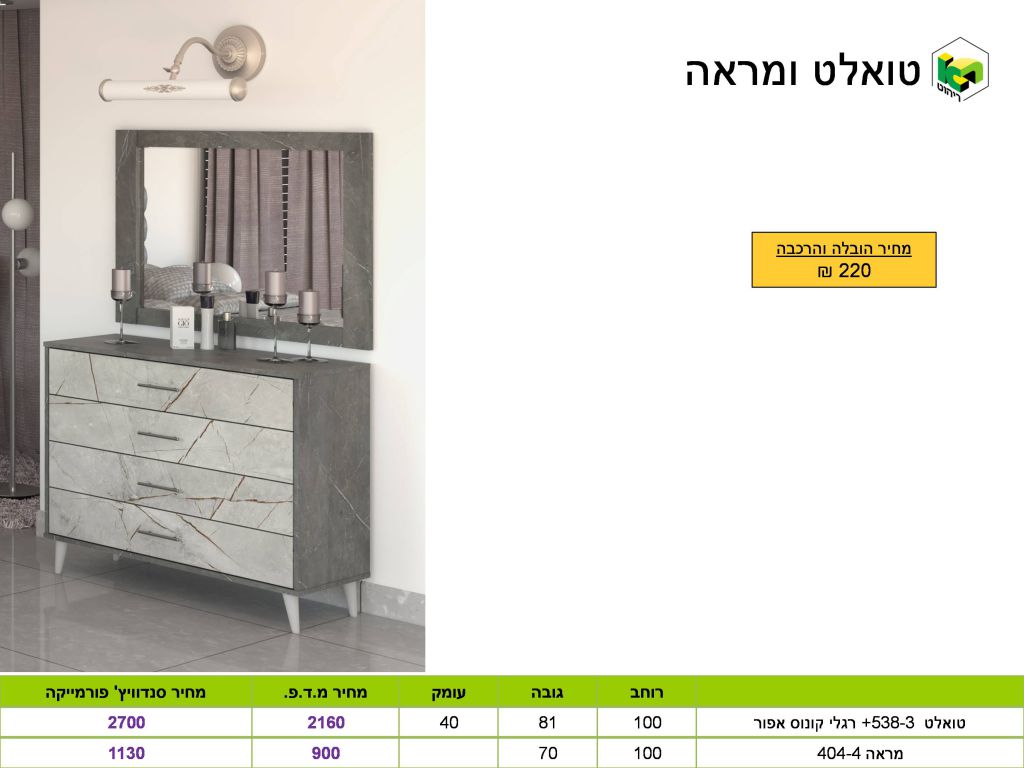 טואלט ומראה
ריהוט
מחיר הובלה והרכבה
220 ₪
רוחב גובה עומק מחיר מ.ד.פ. מחיר סנדוויץ' פורמייקה
טואלט 538-3+ רגלי קונוס אפור 100 81 40 2160 2700
מראה 404-4 100 70 900 1130
GIO